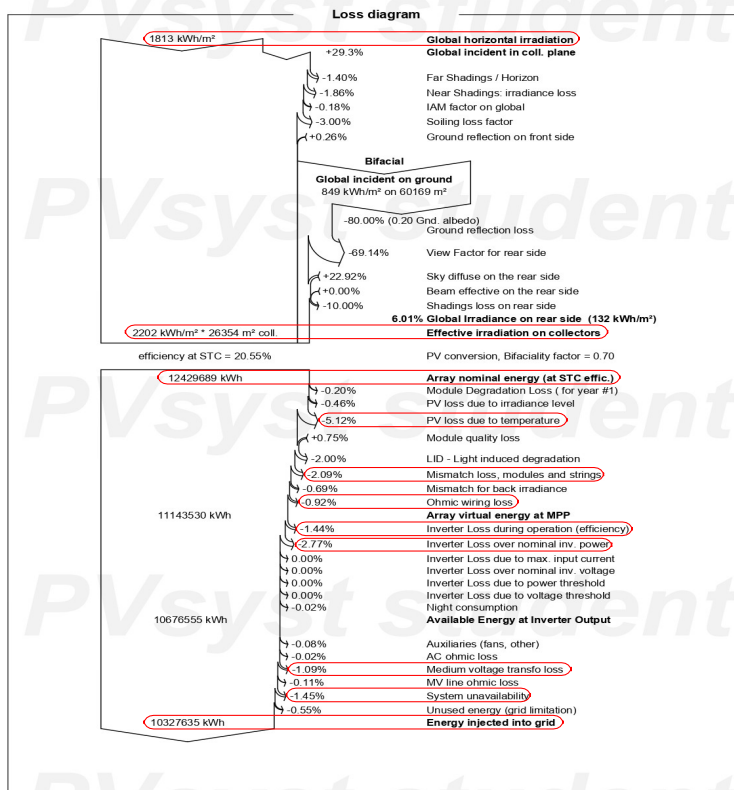 Loss diagram
1813 kWh/m² Global horizontal irradiation
+29.3% Global incident in coll. plane
-1.40% Far Shadings / Horizon
-1.86% Near Shadings: irradiance loss
-0.18% IAM factor on global
-3.00% Soiling loss factor
+0.26% Ground reflection on front side
Bifacial
Global incident on ground
849 kWh/m² on 60169 m²
-80.00% (0.20 Gnd. albedo)
Ground reflection loss
-69.14% View Factor for rear side
+22.92% Sky diffuse on the rear side
+0.00% Beam effective on the rear side
-10.00% Shadings loss on rear side
6.01% Global Irradiance on rear side (132 kWh/m²)
2202 kWh/m² * 26354 m² coll. Effective irradiation on collectors
efficiency at STC = 20.55% PV conversion, Bifaciality factor = 0.70
12429689 kWh Array nominal energy (at STC effic.)
-0.20% Module Degradation Loss ( for year #1)
-0.46% PV loss due to irradiance level
-5.12% PV loss due to temperature
+0.75% Module quality loss
-2.00% LID - Light induced degradation
-2.09% Mismatch loss, modules and strings
-0.69% Mismatch for back irradiance
-0.92% Ohmic wiring loss
11143530 kWh Array virtual energy at MPP
-1.44% Inverter Loss during operation (efficiency)
-2.77% Inverter Loss over nominal inv. power
0.00% Inverter Loss due to max. input current
0.00% Inverter Loss over nominal inv. voltage
0.00% Inverter Loss due to power threshold
0.00% Inverter Loss due to voltage threshold
-0.02% Night consumption
10676555 kWh Available Energy at Inverter Output
-0.08% Auxiliaries (fans, other)
-0.02% AC ohmic loss
-1.09% Medium voltage transfo loss
-0.11% MV line ohmic loss
-1.45% System unavailability
-0.55% Unused energy (grid limitation)
10327635 kWh Energy injected into grid
PVsyst student
PVsyst student
PVsyst student
PVsyst student
PVsyst student